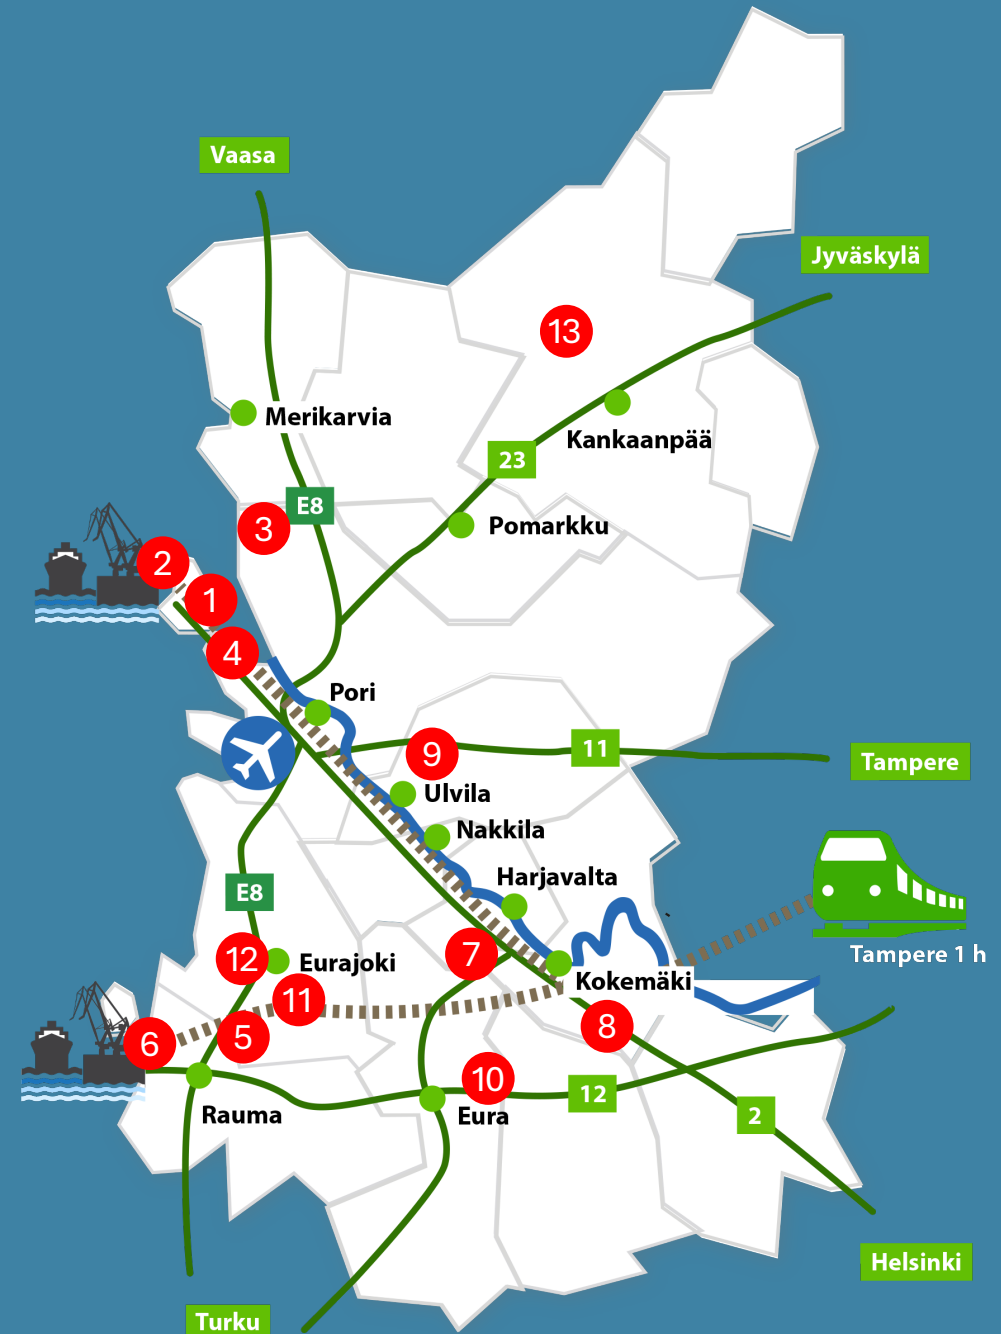 Vaasa
Jyväskylä
13
Merikarvia
Kankaanpää
23
E8
3
Pomarkku
2
1
4
Pori
9
11
Tampere
Ulvila
Nakkila
Harjavalta
E8
7
12
Eurajoki
Tampere 1 h
Kokemäki
11
5
6
8
10
12
Rauma
Eura
2
Helsinki
Turku